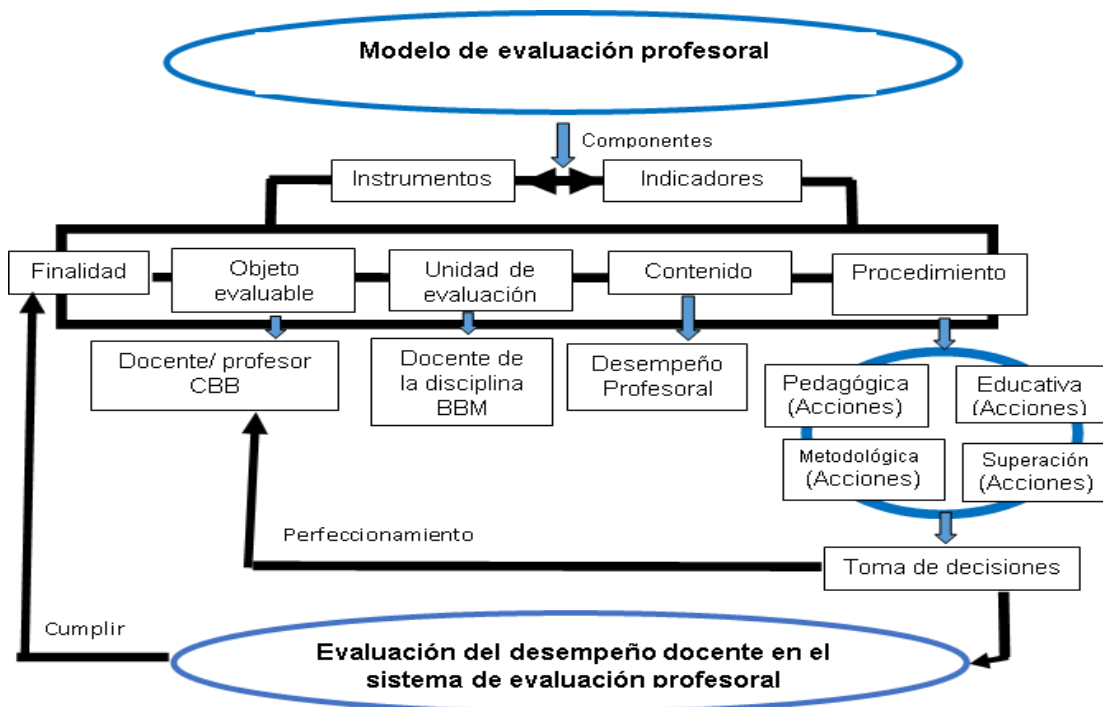 Modelo de evaluación profesoral
Componentes
Instrumentos
Indicadores
Finalidad
Objeto
evaluable
Unidad de
evaluación
Contenido
Procedimiento
Docente/ profesor
CBB
Docente de
la disciplina
BBM
Desempeño
Profesoral
Pedagógica
(Acciones)
Educativa
(Acciones)
Metodológica
(Acciones)
Superación
(Acciones)
Perfeccionamiento
Toma de decisiones
Cumplir
Evaluación del desempeño docente en el
sistema de evaluación profesoral